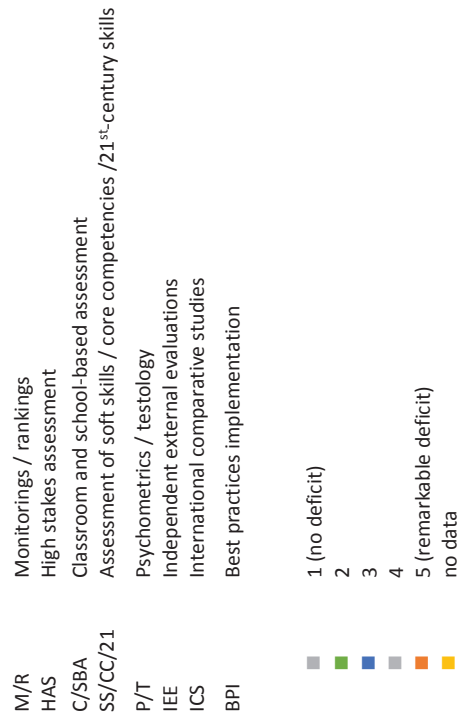 M/R Monitorings / rankings
HAS High stakes assessment
C/SBA Classroom and school-based assessment
SS/CC/21 Assessment of soft skills / core competencies /21st-century skills
P/T Psychometrics / testology
IEE Independent external evaluations
ICS International comparative studies
BPI Best practices implementation
1 (no deficit)
2
3
4
5 (remarkable deficit)
no data